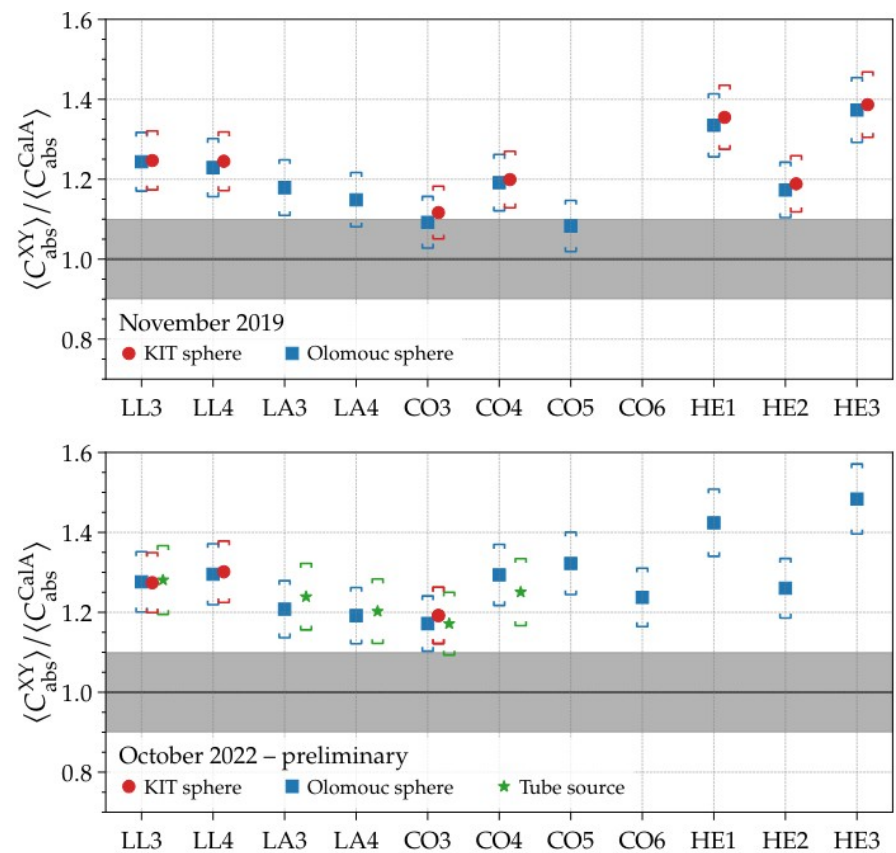 1.6
1.4
1.2
1.0
0.8
⟨C_abs^XY⟩/⟨C_abs^CalA⟩
November 2019
KIT sphere Olomouc sphere
LL3 LL4 LA3 LA4 CO3 CO4 CO5 CO6 HE1 HE2 HE3
1.6
1.4
1.2
1.0
0.8
⟨C_abs^XY⟩/⟨C_abs^CalA⟩
October 2022 – preliminary
KIT sphere Olomouc sphere Tube source
LL3 LL4 LA3 LA4 CO3 CO4 CO5 CO6 HE1 HE2 HE3